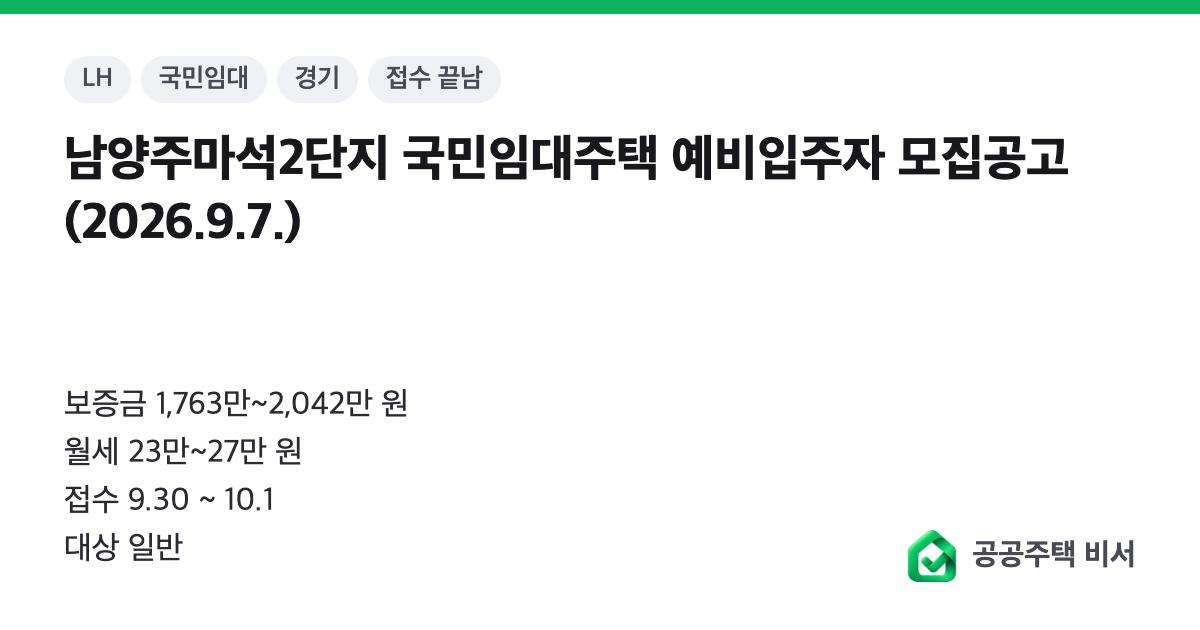 LH 국민임대 경기 접수 끝남
남양주마석2단지 국민임대주택 예비입주자 모집공고
(2026.9.7.)
보증금 1,763만~2,042만 원
월세 23만~27만 원
접수 9.30 ~ 10.1
대상 일반
공공주택 비서